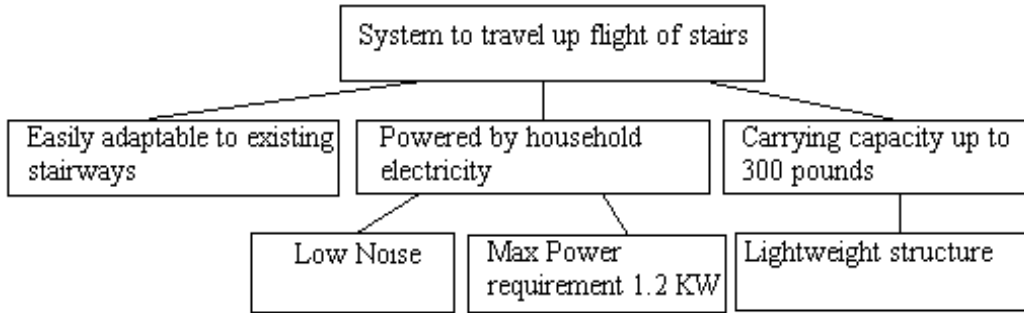 System to travel up flight of stairs
Easily adaptable to existing
stairways
Powered by household
electricity
Carrying capacity up to
300 pounds
Low Noise
Max Power
requirement 1.2 KW
Lightweight structure